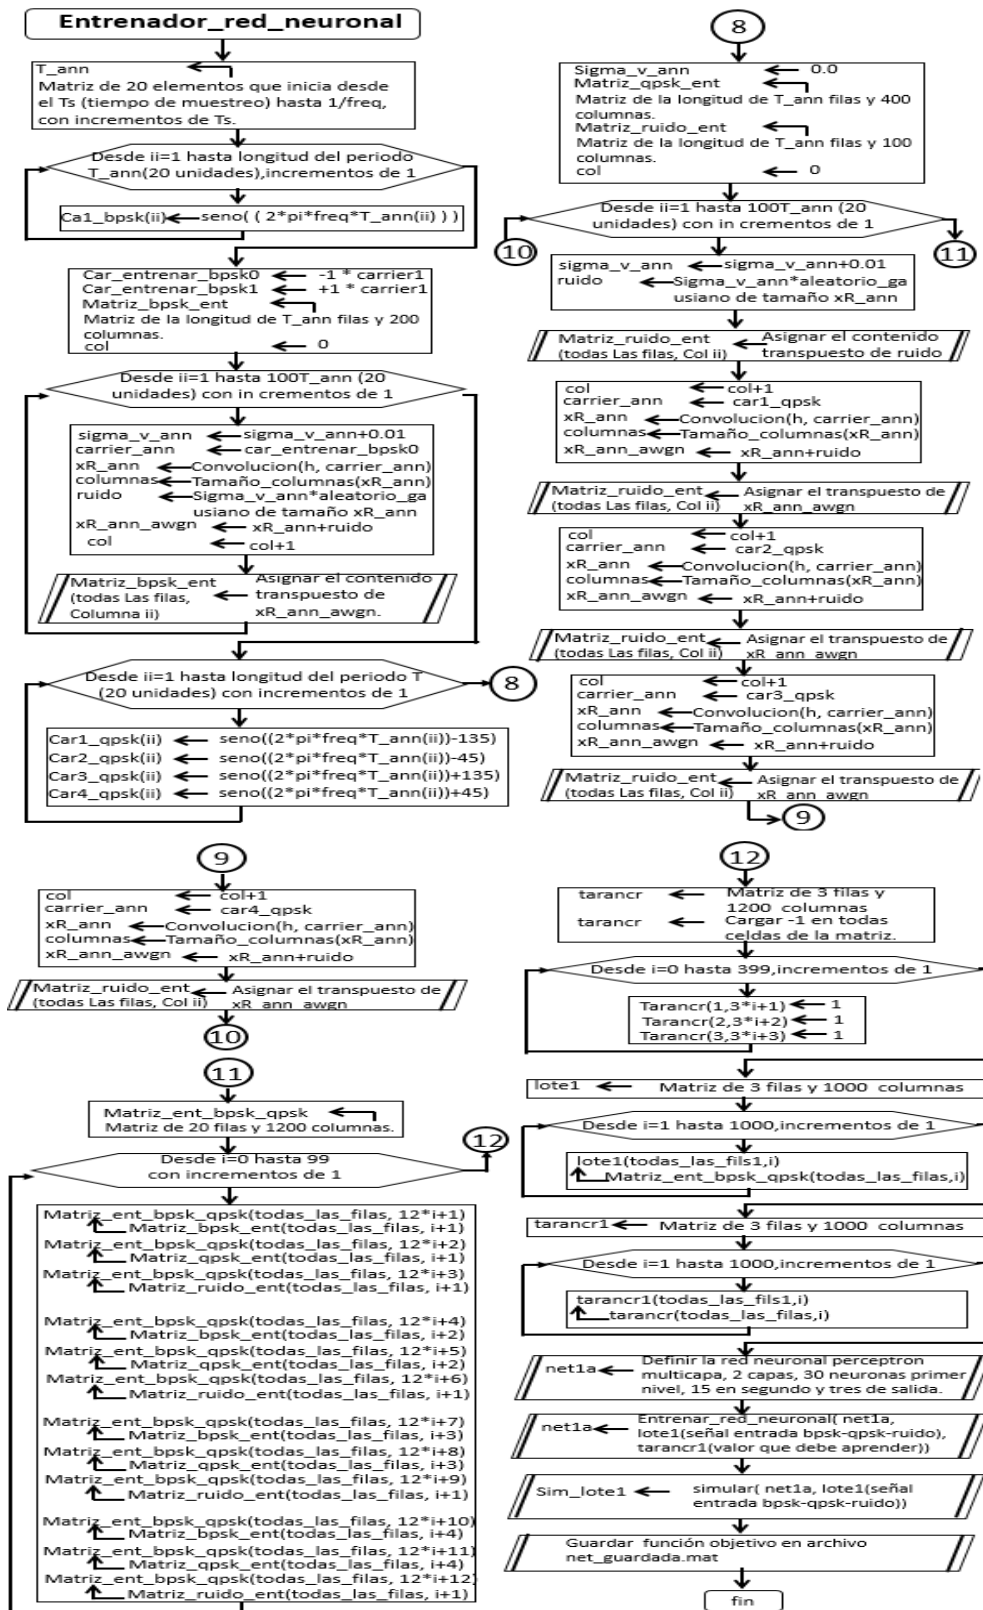 Entrenador_red_neuronal
T_ann
Matriz de 20 elementos que inicia desde
el Ts (tiempo de muestreo) hasta 1/freq,
con incrementos de Ts.
Desde ii=1 hasta longitud del periodo
T_ann(20 unidades),incrementos de 1
Ca1_bpsk(ii) seno( ( 2*pi*freq*T_ann(ii) ) )
Car_entrenar_bpsk0 -1 * carrier1
Car_entrenar_bpsk1 +1 * carrier1
Matriz_bpsk_ent
Matriz de la longitud de T_ann filas y 200
columnas.
col 0
Desde ii=1 hasta 100T_ann (20
unidades) con in crementos de 1
sigma_v_ann sigma_v_ann+0.01
carrier_ann car_entrenar_bpsk0
xR_ann Convolucion(h, carrier_ann)
columnas Tamaño_columnas(xR_ann)
ruido Sigma_v_ann*aleatorio_ga
usiano de tamaño xR_ann
xR_ann_awgn xR_ann+ruido
col col+1
Matriz_bpsk_ent Asignar el contenido
(todas Las filas, transpuesto de
Columna ii) xR_ann_awgn.
Desde ii=1 hasta longitud del periodo T
(20 unidades) con incrementos de 1
8
Car1_qpsk(ii) seno((2*pi*freq*T_ann(ii))-135)
Car2_qpsk(ii) seno((2*pi*freq*T_ann(ii))-45)
Car3_qpsk(ii) seno((2*pi*freq*T_ann(ii))+135)
Car4_qpsk(ii) seno((2*pi*freq*T_ann(ii))+45)
8
Sigma_v_ann 0.0
Matriz_qpsk_ent
Matriz de la longitud de T_ann filas y 400
columnas.
Matriz_ruido_ent
Matriz de la longitud de T_ann filas y 100
columnas.
col 0
Desde ii=1 hasta 100T_ann (20
unidades) con in crementos de 1
10
11
sigma_v_ann sigma_v_ann+0.01
ruido Sigma_v_ann*aleatorio_ga
usiano de tamaño xR_ann
Matriz_ruido_ent Asignar el contenido
(todas Las filas, Col ii) transpuesto de ruido
col col+1
carrier_ann car1_qpsk
xR_ann Convolucion(h, carrier_ann)
columnas Tamaño_columnas(xR_ann)
xR_ann_awgn xR_ann+ruido
Matriz_ruido_ent Asignar el transpuesto de
(todas Las filas, Col ii) xR_ann_awgn
col col+1
carrier_ann car2_qpsk
xR_ann Convolucion(h, carrier_ann)
columnas Tamaño_columnas(xR_ann)
xR_ann_awgn xR_ann+ruido
Matriz_ruido_ent Asignar el transpuesto de
(todas Las filas, Col ii) xR_ann_awgn
col col+1
carrier_ann car3_qpsk
xR_ann Convolucion(h, carrier_ann)
columnas Tamaño_columnas(xR_ann)
xR_ann_awgn xR_ann+ruido
Matriz_ruido_ent Asignar el transpuesto de
(todas Las filas, Col ii) xR_ann_awgn
9
9
col col+1
carrier_ann car4_qpsk
xR_ann Convolucion(h, carrier_ann)
columnas Tamaño_columnas(xR_ann)
xR_ann_awgn xR_ann+ruido
Matriz_ruido_ent Asignar el transpuesto de
(todas Las filas, Col ii) xR_ann_awgn
10
11
Matriz_ent_bpsk_qpsk
Matriz de 20 filas y 1200 columnas.
12
Desde i=0 hasta 99
con incrementos de 1
Matriz_ent_bpsk_qpsk(todas_las_filas, 12*i+1)
Matriz_bpsk_ent(todas_las_filas, i+1)
Matriz_ent_bpsk_qpsk(todas_las_filas, 12*i+2)
Matriz_qpsk_ent(todas_las_filas, i+1)
Matriz_ent_bpsk_qpsk(todas_las_filas, 12*i+3)
Matriz_ruido_ent(todas_las_filas, i+1)
Matriz_ent_bpsk_qpsk(todas_las_filas, 12*i+4)
Matriz_bpsk_ent(todas_las_filas, i+2)
Matriz_ent_bpsk_qpsk(todas_las_filas, 12*i+5)
Matriz_qpsk_ent(todas_las_filas, i+2)
Matriz_ent_bpsk_qpsk(todas_las_filas, 12*i+6)
Matriz_ruido_ent(todas_las_filas, i+1)
Matriz_ent_bpsk_qpsk(todas_las_filas, 12*i+7)
Matriz_bpsk_ent(todas_las_filas, i+3)
Matriz_ent_bpsk_qpsk(todas_las_filas, 12*i+8)
Matriz_qpsk_ent(todas_las_filas, i+3)
Matriz_ent_bpsk_qpsk(todas_las_filas, 12*i+9)
Matriz_ruido_ent(todas_las_filas, i+1)
Matriz_ent_bpsk_qpsk(todas_las_filas, 12*i+10)
Matriz_bpsk_ent(todas_las_filas, i+4)
Matriz_ent_bpsk_qpsk(todas_las_filas, 12*i+11)
Matriz_qpsk_ent(todas_las_filas, i+4)
Matriz_ent_bpsk_qpsk(todas_las_filas, 12*i+12)
Matriz_ruido_ent(todas_las_filas, i+1)
12
tarancr Matriz de 3 filas y
1200 columnas
tarancr Cargar -1 en todas
celdas de la matriz.
Desde i=0 hasta 399,incrementos de 1
Tarancr(1,3*i+1) 1
Tarancr(2,3*i+2) 1
Tarancr(3,3*i+3) 1
lote1 Matriz de 3 filas y 1000 columnas
Desde i=1 hasta 1000,incrementos de 1
lote1(todas_las_fils1,i)
Matriz_ent_bpsk_qpsk(todas_las_filas,i)
tarancr1 Matriz de 3 filas y 1000 columnas
Desde i=1 hasta 1000,incrementos de 1
tarancr1(todas_las_fils1,i)
tarancr(todas_las_filas,i)
net1a Definir la red neuronal perceptron
multicapa, 2 capas, 30 neuronas primer
nivel, 15 en segundo y tres de salida.
net1a Entrenar_red_neuronal( net1a,
lote1(señal entrada bpsk-qpsk-ruido),
tarancr1(valor que debe aprender))
Sim_lote1 simular( net1a, lote1(señal
entrada bpsk-qpsk-ruido))
Guardar función objetivo en archivo
net_guardada.mat
fin